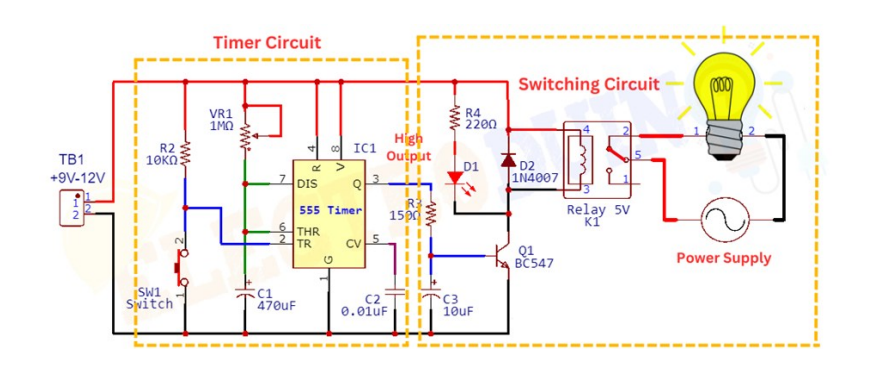 Timer Circuit
Switching Circuit
VR1
1MΩ
R4
220Ω
4
2
1
2
R2
10KΩ
4
8
IC1
High
Output
R
V
D1
D2
1N4007
5
TB1
+9V-12V
7
DIS
Q
3
1
3
1
2
555 Timer
R3
150Ω
Relay 5V
K1
6
THR
2
TR
CV
5
2
Q1
BC547
Power Supply
G
SW1
Switch
1
1
C1
470uF
C2
0.01uF
C3
10uF